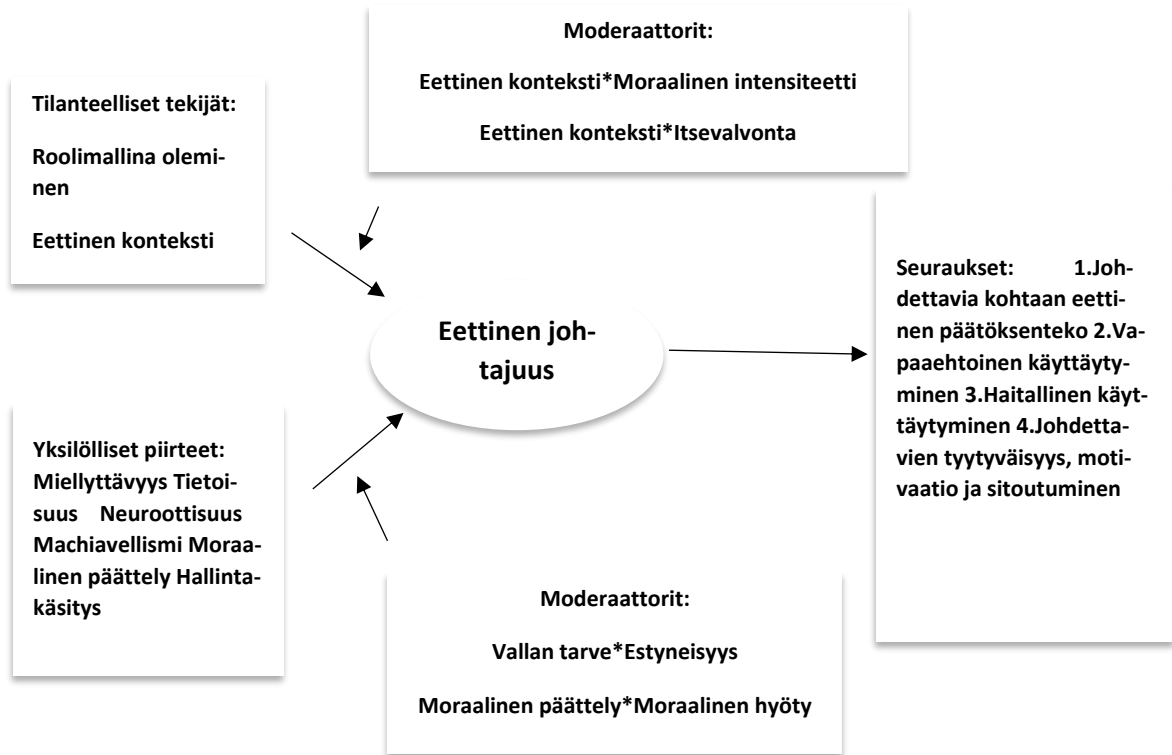 Moderaattorit:
Eettinen konteksti*Moraalinen intensiteetti
Eettinen konteksti*Itsevalvonta
Tilanteelliset tekijät:
Roolimallina olemi-
nen
Eettinen konteksti
Eettinen joh-
tajuus
Seuraukset: 1.Joh-
dettavia kohtaan eetti-
nen päätöksenteko 2.Va-
paaehtoinen käyttäyty-
minen 3.Haitallinen käyt-
täytyminen 4.Johdetta-
vien tyytyväisyys, moti-
vaatio ja sitoutuminen
Yksilölliset piirteet:
Miellyttävyys Tietoi-
suus Neuroottisuus
Machiavellismi Moraa-
linen päättely Hallinta-
käsitys
Moderaattorit:
Vallan tarve*Estyneisyys
Moraalinen päättely*Moraalinen hyöty